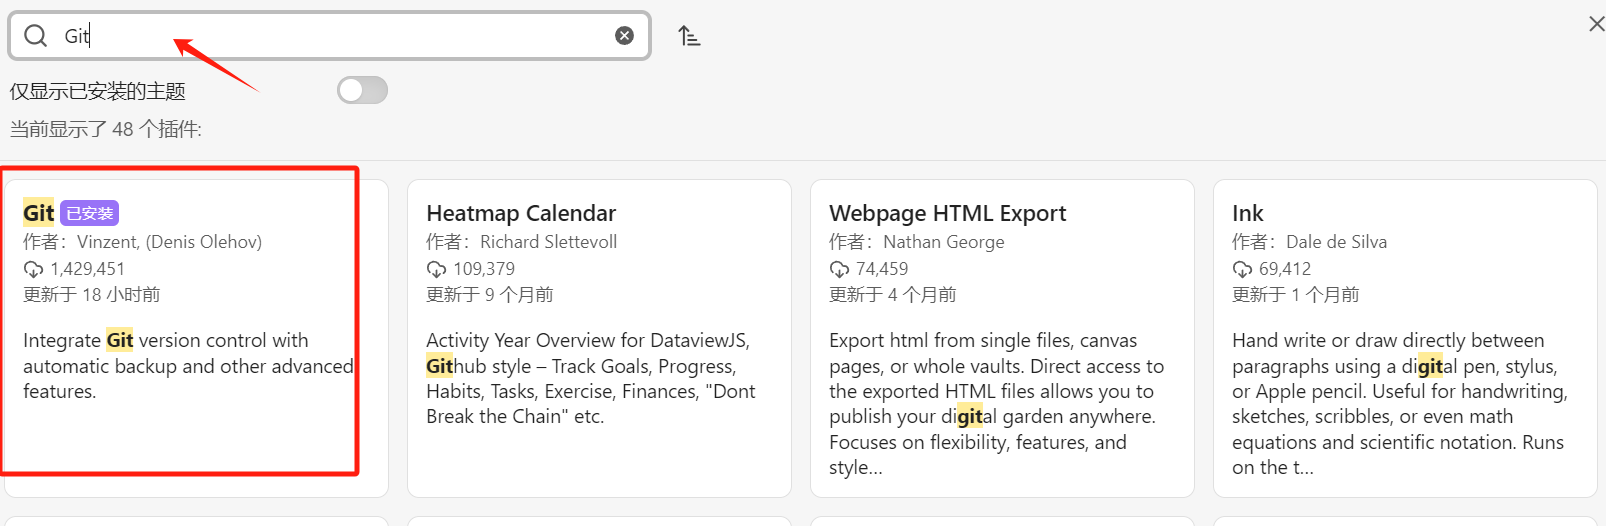 Git
仅显示已安装的主题
当前显示了 48 个插件:
Git 已安装
作者：Vinzent, (Denis Olehov)
1,429,451
更新于 18 小时前
Integrate Git version control with
automatic backup and other advanced
features.
Heatmap Calendar
作者：Richard Slettevoll
109,379
更新于 9 个月前
Activity Year Overview for DataviewJS,
Github style – Track Goals, Progress,
Habits, Tasks, Exercise, Finances, "Dont
Break the Chain" etc.
Webpage HTML Export
作者：Nathan George
74,459
更新于 4 个月前
Export html from single files, canvas
pages, or whole vaults. Direct access to
the exported HTML files allows you to
publish your digital garden anywhere.
Focuses on flexibility, features, and
style...
Ink
作者：Dale de Silva
69,412
更新于 1 个月前
Hand write or draw directly between
paragraphs using a digital pen, stylus,
or Apple pencil. Useful for handwriting,
sketches, scribbles, or even math
equations and scientific notation. Runs
on the t...